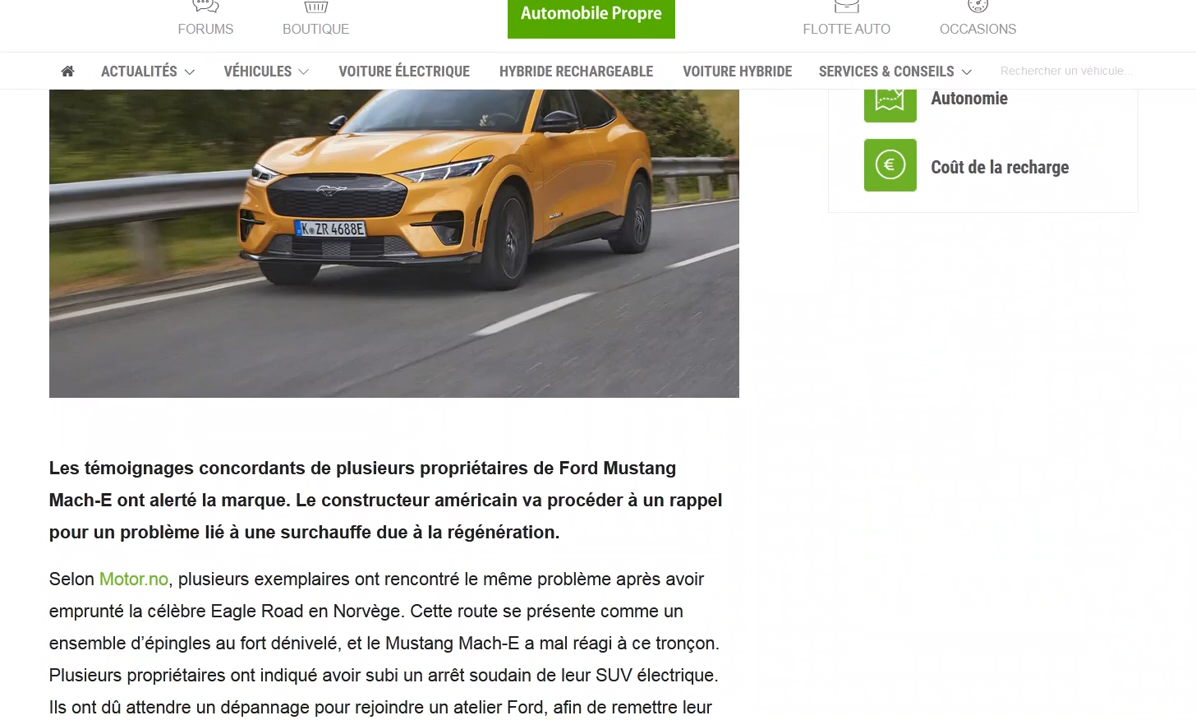 FORUMS
BOUTIQUE
Automobile Propre
FLOTTE AUTO
OCCASIONS
ACTUALITÉS
VÉHICULES
VOITURE ÉLECTRIQUE
HYBRIDE RECHARGEABLE
VOITURE HYBRIDE
SERVICES & CONSEILS
Rechercher un véhicule...
Autonomie
€
Coût de la recharge
K ZR 4688E
Les témoignages concordants de plusieurs propriétaires de Ford Mustang
Mach-E ont alerté la marque. Le constructeur américain va procéder à un rappel
pour un problème lié à une surchauffe due à la régénération.
Selon Motor.no, plusieurs exemplaires ont rencontré le même problème après avoir
emprunté la célèbre Eagle Road en Norvège. Cette route se présente comme un
ensemble d’épingles au fort dénivelé, et le Mustang Mach-E a mal réagi à ce tronçon.
Plusieurs propriétaires ont indiqué avoir subi un arrêt soudain de leur SUV électrique.
Ils ont dû attendre un dépannage pour rejoindre un atelier Ford, afin de remettre leur